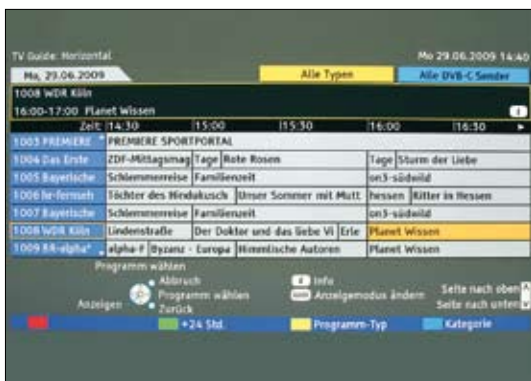 TV Guide: Horizontal Mo 29.06.2009 14:40
Mo, 29.06.2009 Alle Typen Alle DVB-C Sender
1008 WDR Köln
16:00-17:00 Planet Wissen i
Zeit 14:30 15:00 15:30 16:00 16:30
1003 PREMIERE PREMIERE SPORTPORTAL
1004 Das Erste ZDF-Mittagsmag Tage Rote Rosen Tage Sturm der Liebe
1005 Bayerische Schlemmerreise Familienzeit on3-südwild
1006 hr-fernseh Töchter des Hindukusch Unser Sommer mit Mutt hessen Ritter in Hessen
1007 Bayerische Schlemmerreise Familienzeit on3-südwild
1008 WDR Köln Lindenstraße Der Doktor und das liebe Vi Erle Planet Wissen
1009 BR-alpha* alpha-F Byzanz - Europa Himmlische Autoren Planet Wissen
Programm wählen
Abbruch Info
Anzeigen Programm wählen Anzeigemodus ändern Seite nach oben
Zurück Seite nach unten
+24 Std. Programm-Typ Kategorie